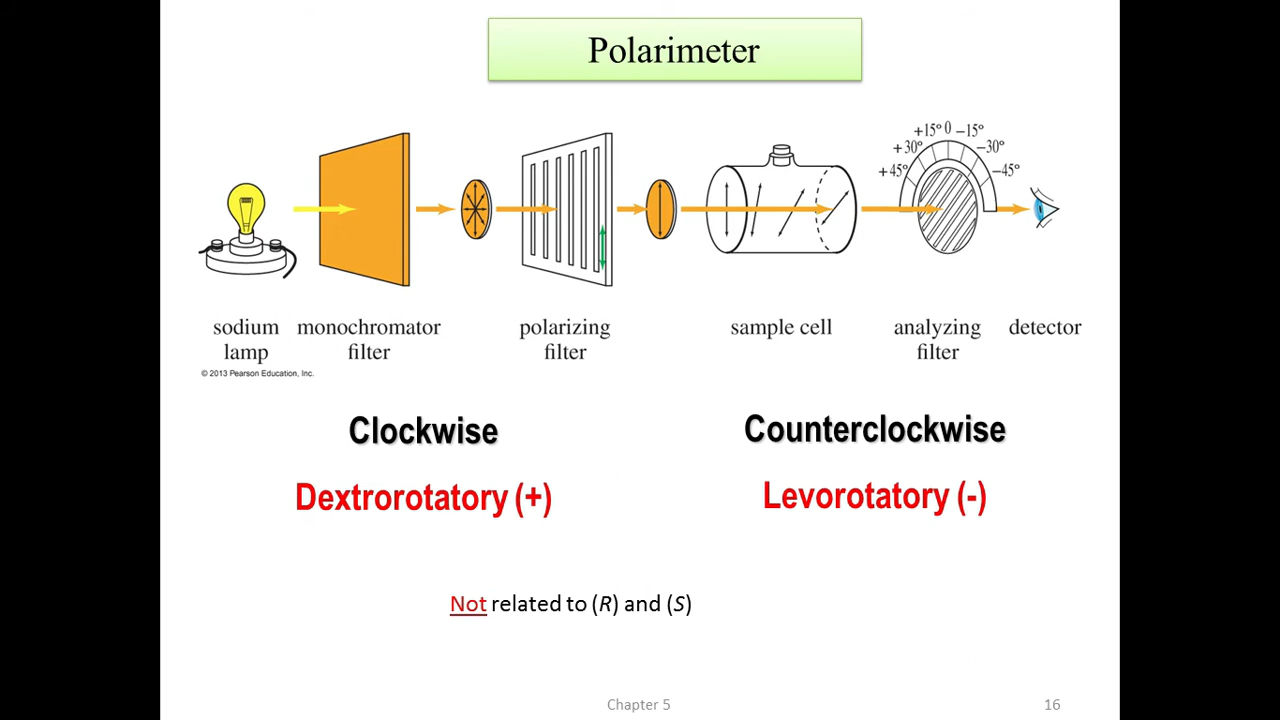 Polarimeter
+15° 0 −15°
+30° −30°
+45° −45°
sodium lamp
monochromator filter
polarizing filter
sample cell
analyzing filter
detector
© 2013 Pearson Education, Inc.
Clockwise
Counterclockwise
Dextrorotatory (+)
Levorotatory (-)
Not related to (R) and (S)
Chapter 5
16